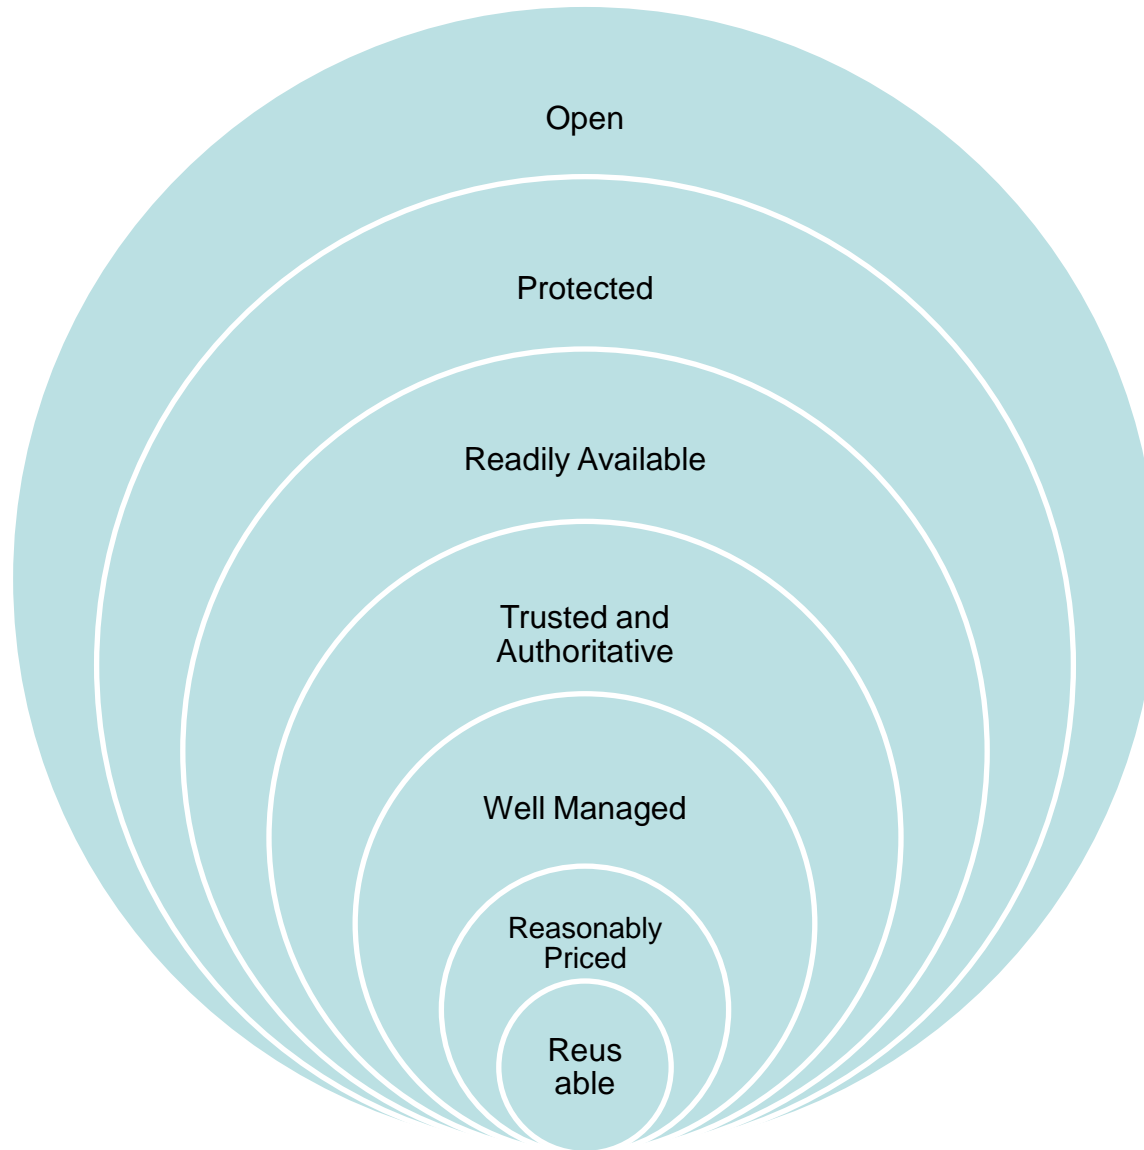 Open
Protected
Readily Available
Trusted and
Authoritative
Well Managed
Reasonably
Priced
Reus
able